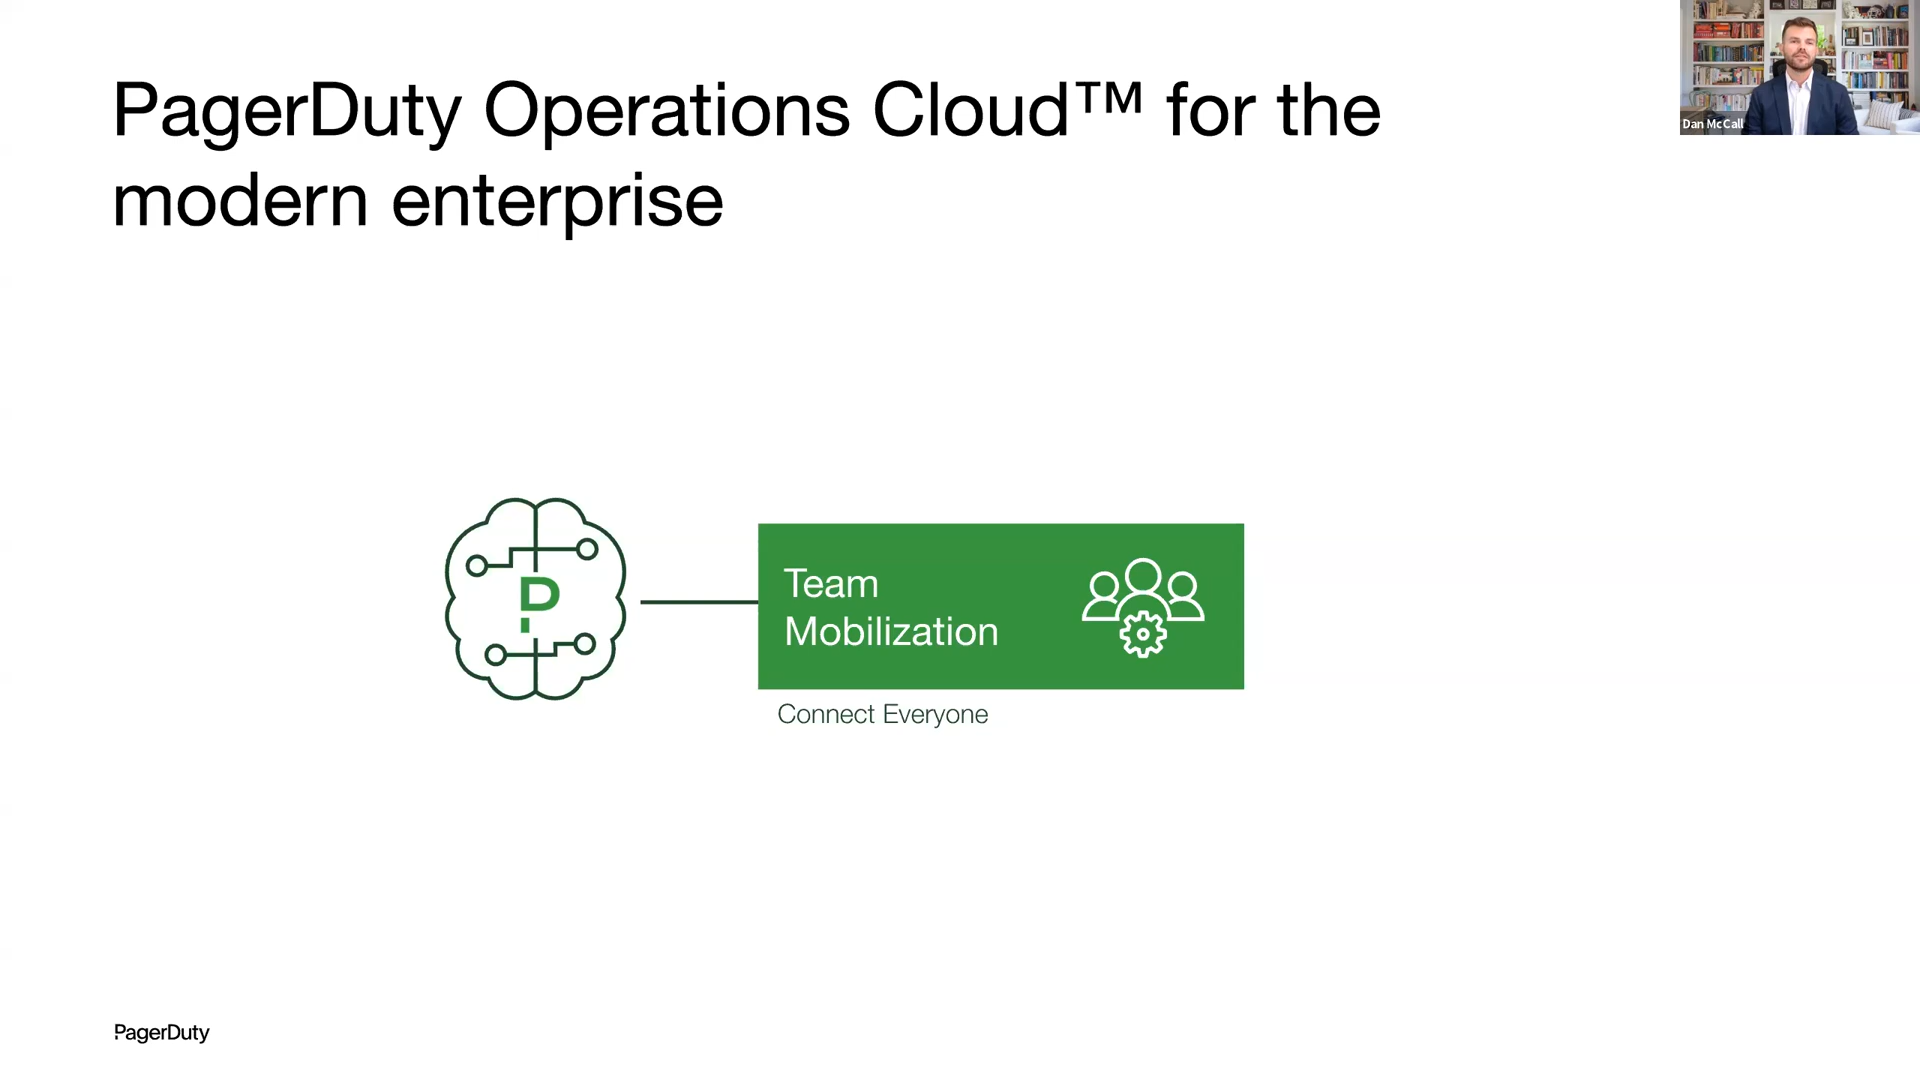 PagerDuty Operations Cloud™ for the
modern enterprise
Dan McCall
P
Team
Mobilization
Connect Everyone
PagerDuty